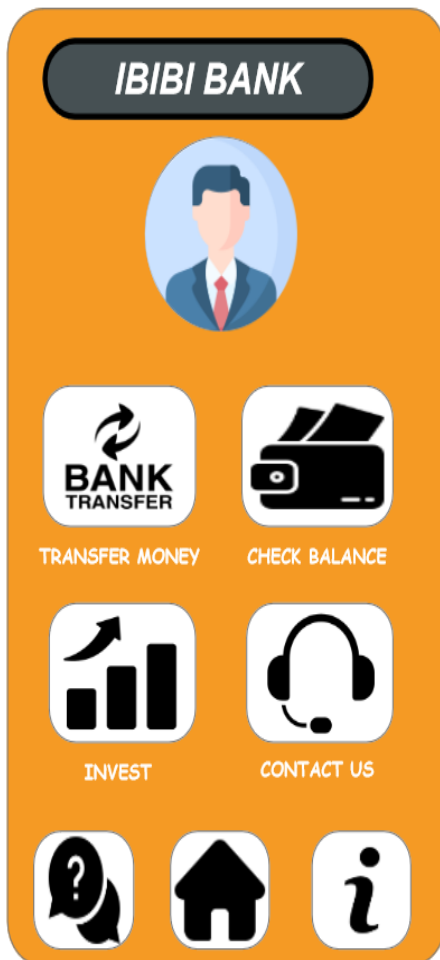 IBIBI BANK
BANK
TRANSFER
TRANSFER MONEY
CHECK BALANCE
INVEST
CONTACT US
?
i